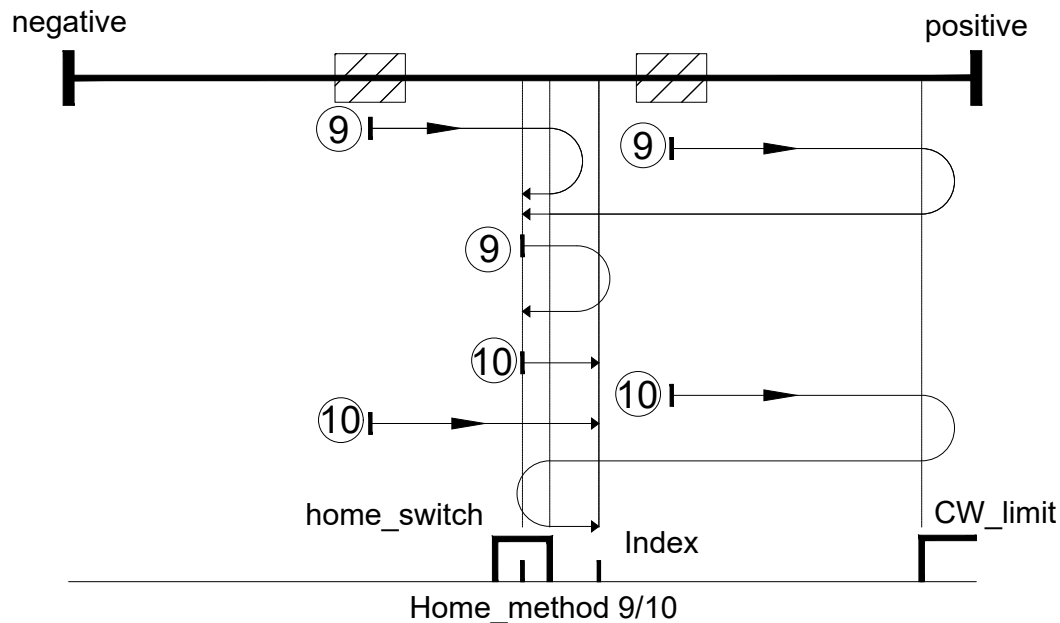 negative
positive
9
9
9
10
10
10
home_switch
CW_limit
Index
Home_method 9/10